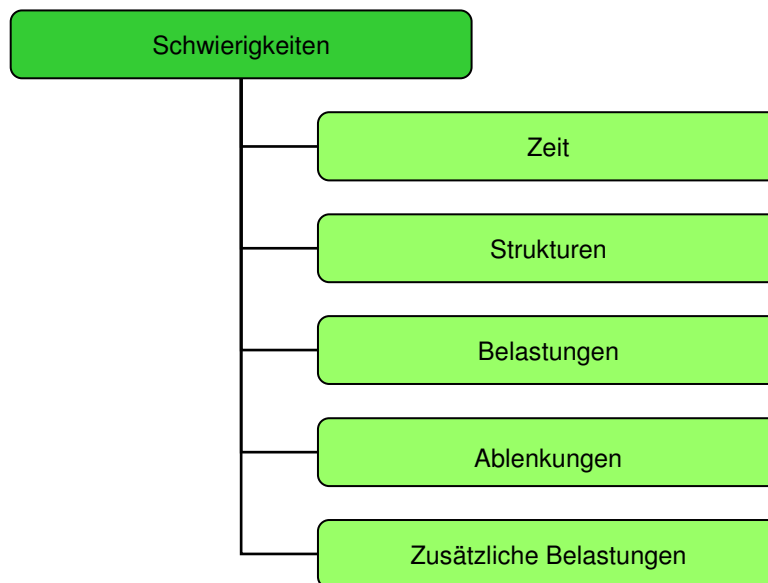 Schwierigkeiten
Zeit
Strukturen
Belastungen
Ablenkungen
Zusätzliche Belastungen